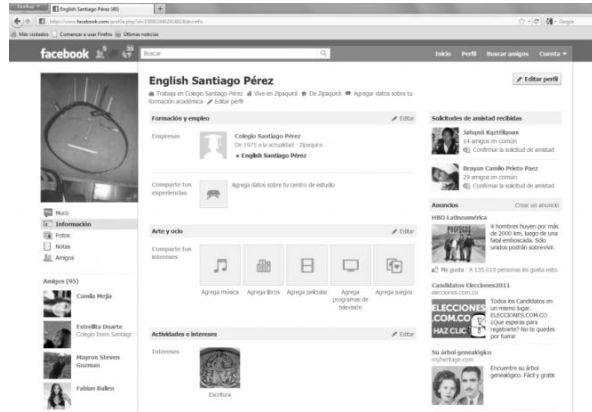 Firefox
English Santiago Pérez (45)
Más visitados Comenzar a usar Firefox Últimas noticias
facebook
Buscar
Inicio Perfil Buscar amigos Cuenta
English Santiago Pérez
Editar perfil
Trabaja en Colegio Santiago Pérez Vive en Zipaquirá De Zipaquirá Agregar datos sobre tu
formación académica Editar perfil
Formación y empleo
Editar
Empresas
Colegio Santiago Pérez
De 1975 a la actualidad · Zipaquirá
English Santiago Pérez
Comparte tus
experiencias
Agrega datos sobre tu centro de estudio
Arte y ocio
Editar
Comparte tus
intereses
Agrega música
Agrega libros
Agrega películas
Agrega
programas de
televisión
Agrega juegos
Actividades e intereses
Editar
Intereses
Escritura
Muro
Información
Fotos
Notas
Amigos
Amigos (95)
Camila Mejía
Estrellita Duarte
Colegio Inem Santiago
Mayron Steven
Guzman
Fabian Bullen
Solicitudes de amistad recibidas
14 amigos en común
Confirmar la solicitud de amistad
Brayan Camilo Prieto Paez
29 amigos en común
Confirmar la solicitud de amistad
Anuncios
Crear un anuncio
HBO Latinoamérica
4 hombres huyen por más
de 2000 km, luego de una
fatal emboscada. Sólo
unidos podrán sobrevivir.
PRÓFUGOS
Me gusta · A 135,010 personas les gusta esto.
Candidatos Elecciones2011
elecciones.com.co
ELECCIONES
.COM.CO
HAZ CLIC
Todos los Candidatos en
un mismo lugar.
ELECCIONES.COM.CO
¿Que esperas para
registrarte? No te quedes
por fuera!
Su árbol genealógico
myheritage.com
Encuentre su árbol
genealógico. Fácil y gratis